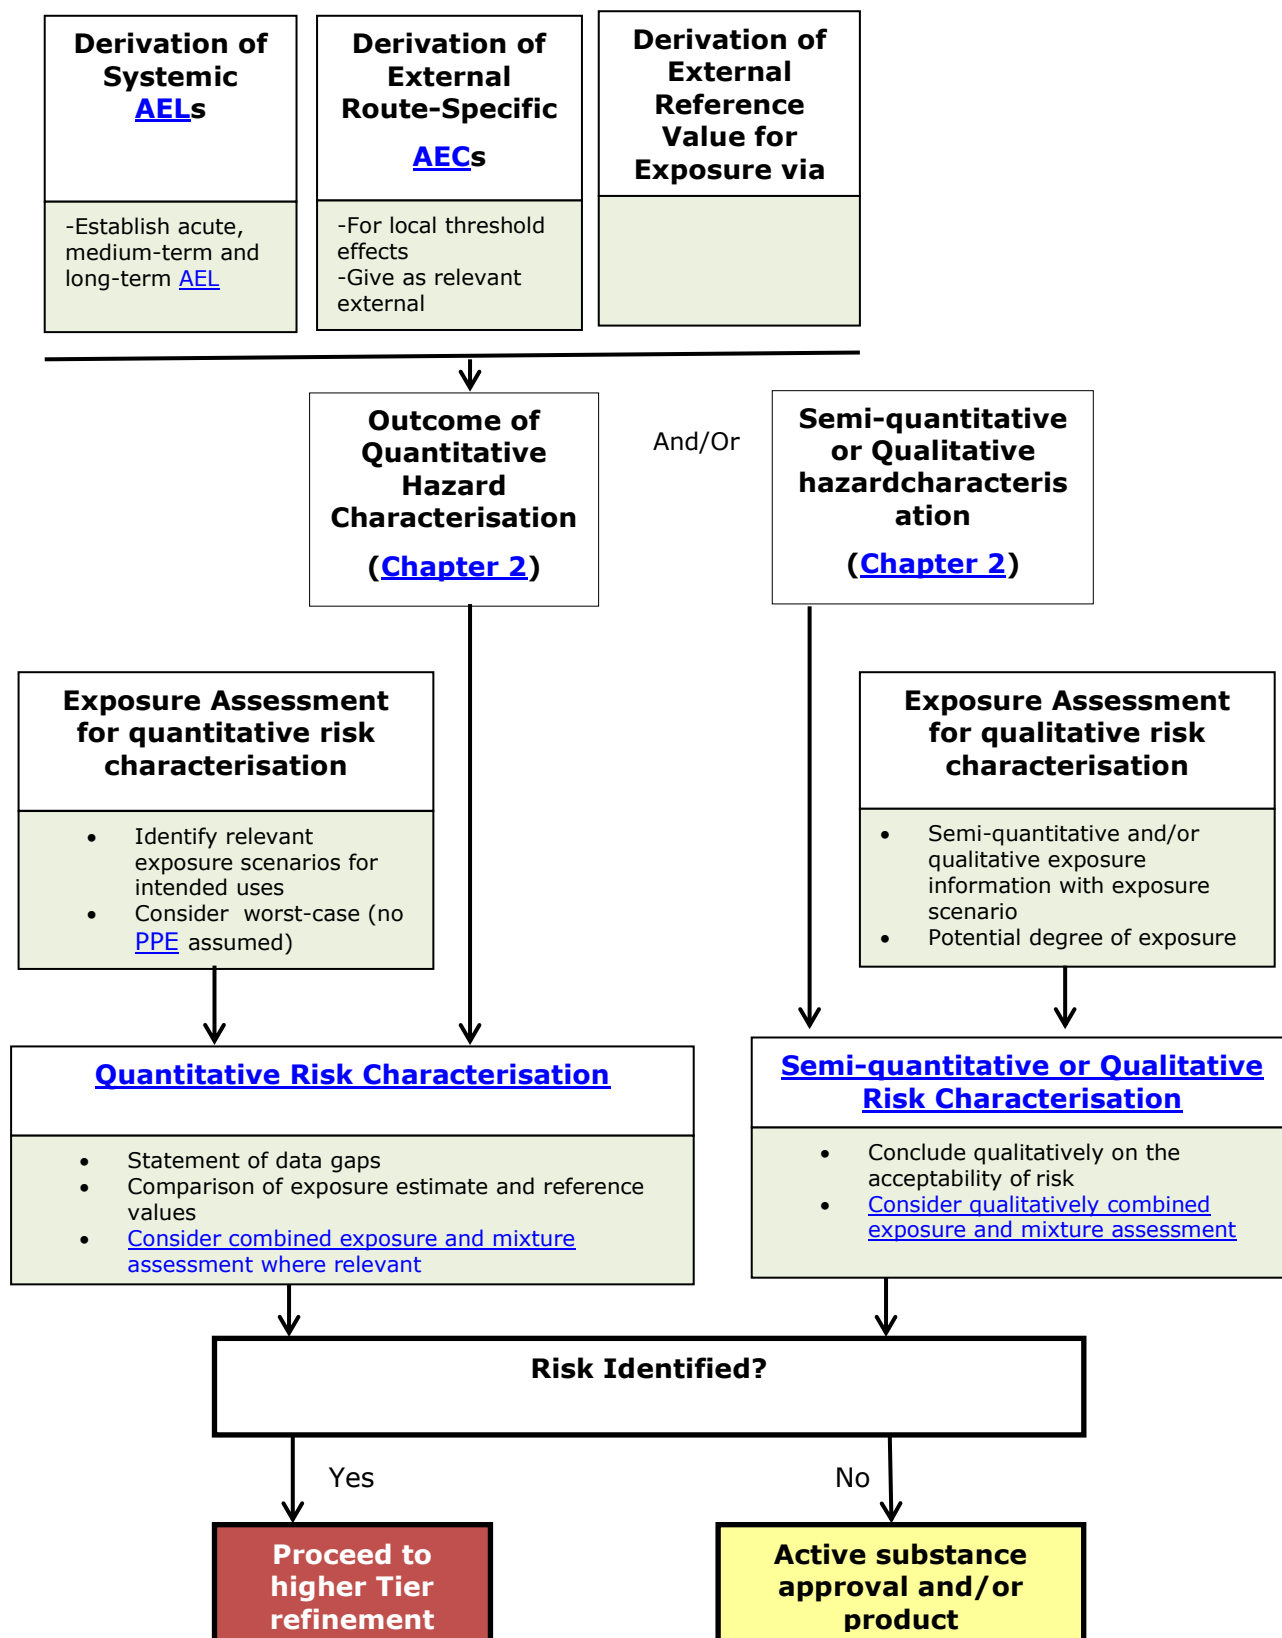 Derivation of
Systemic
AELs
-Establish acute,
medium-term and
long-term AEL
Derivation of
External
Route-Specific
AECs
-For local threshold
effects
-Give as relevant
external
Derivation of
External
Reference
Value for
Exposure via
Outcome of
Quantitative
Hazard
Characterisation
(Chapter 2)
And/Or
Semi-quantitative
or Qualitative
hazardcharacteris
ation
(Chapter 2)
Exposure Assessment
for quantitative risk
characterisation
• Identify relevant
exposure scenarios for
intended uses
• Consider worst-case (no
PPE assumed)
Exposure Assessment
for qualitative risk
characterisation
• Semi-quantitative and/or
qualitative exposure
information with exposure
scenario
• Potential degree of exposure
Quantitative Risk Characterisation
• Statement of data gaps
• Comparison of exposure estimate and reference
values
• Consider combined exposure and mixture
assessment where relevant
Semi-quantitative or Qualitative
Risk Characterisation
• Conclude qualitatively on the
acceptability of risk
• Consider qualitatively combined
exposure and mixture assessment
Risk Identified?
Yes
No
Proceed to
higher Tier
refinement
Active substance
approval and/or
product